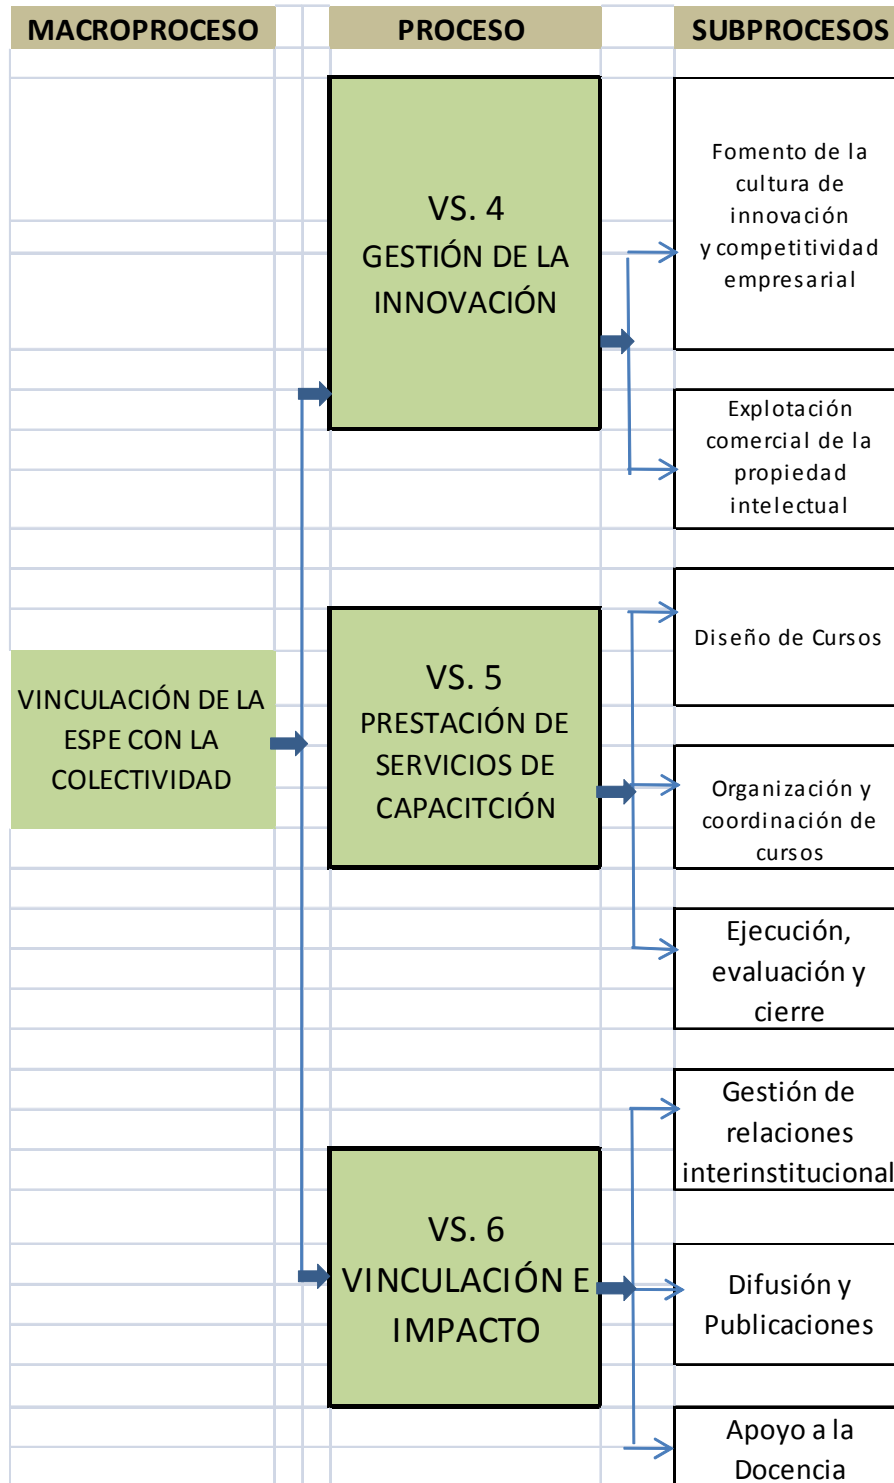 MACROPROCESO
PROCESO
SUBPROCESOS
VINCULACIÓN DE LA
ESPE CON LA
COLECTIVIDAD
VS. 4
GESTIÓN DE LA
INNOVACIÓN
Fomento de la
cultura de
innovación
y competitividad
empresarial
Explotación
comercial de la
propiedad
intelectual
VS. 5
PRESTACIÓN DE
SERVICIOS DE
CAPACITCIÓN
Diseño de Cursos
Organización y
coordinación de
cursos
Ejecución,
evaluación y
cierre
VS. 6
VINCULACIÓN E
IMPACTO
Gestión de
relaciones
interinstitucional
Difusión y
Publicaciones
Apoyo a la
Docencia